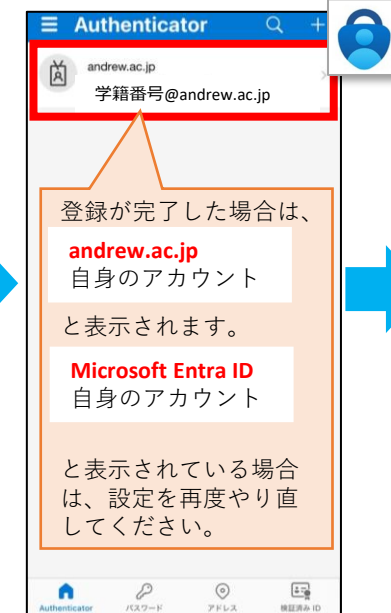 Authenticator
andrew.ac.jp
学籍番号@andrew.ac.jp
登録が完了した場合は、
andrew.ac.jp
自身のアカウント
と表示されます。
Microsoft Entra ID
自身のアカウント
と表示されている場合
は、設定を再度やり直
してください。
Authenticator
パスワード
アドレス
検証済み ID